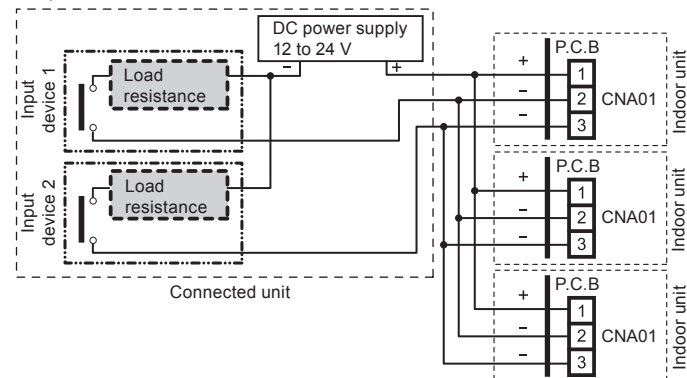 DC power supply
12 to 24 V
–
+
Input
device 1
Load
resistance
Input
device 2
Load
resistance
Connected unit
P.C.B
+
–
–
1
2
3
CNA01
Indoor unit
P.C.B
+
–
–
1
2
3
CNA01
Indoor unit
P.C.B
+
–
–
1
2
3
CNA01
Indoor unit